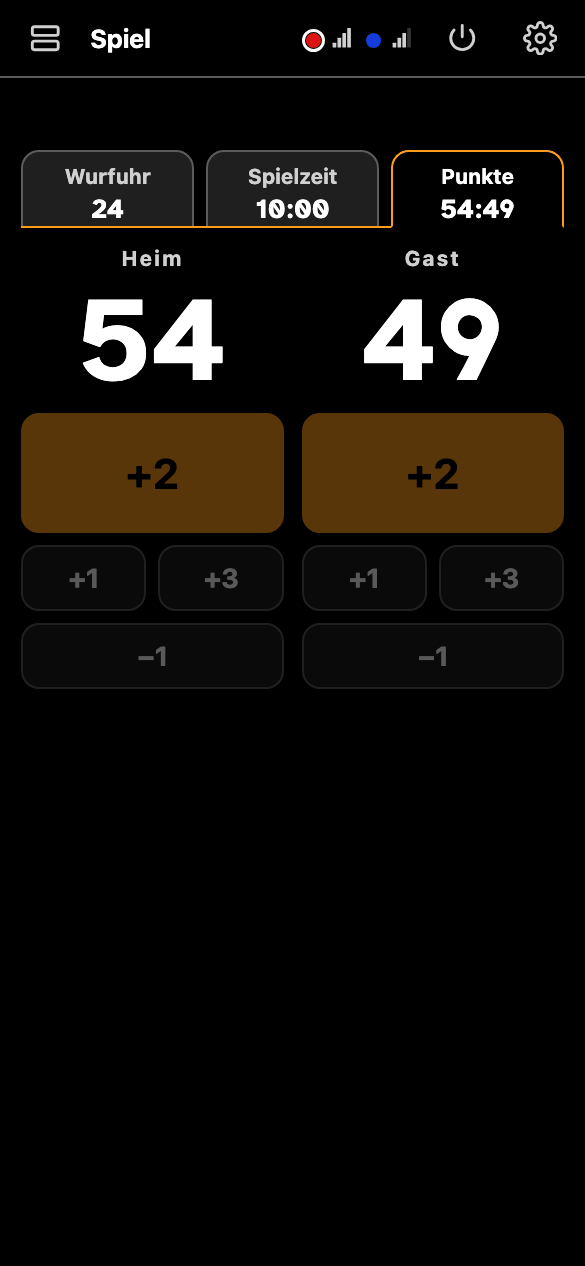 Spiel
Wurfuhr
24
Spielzeit
10:00
Punkte
54:49
Heim
Gast
54
49
+2
+2
+1
+3
+1
+3
−1
−1